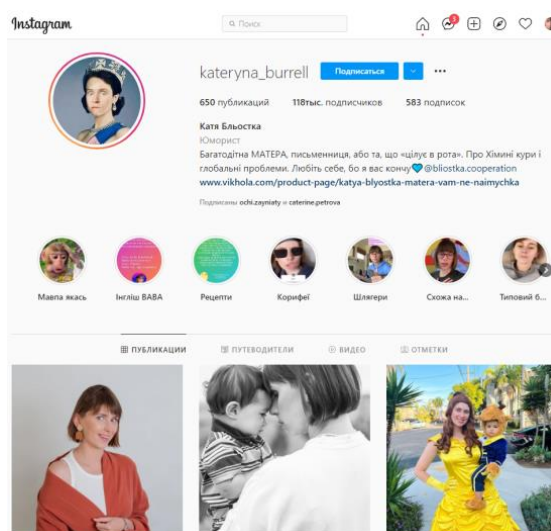 Instagram
Поиск
3
kateryna_burrell
Подписаться
650 публикаций 118тыс. подписчиков 583 подписок
Катя Бльостка
Юморист
Багатодітна МАТЕРА, письменниця, або та, що «цілує в рота». Про Хімині кури і
глобальні проблеми. Любіть себе, бо я вас кончу @bliostka.cooperation
www.vikhola.com/product-page/katya-blyostka-matera-vam-ne-naimychka
Подписаны ochi.zayniaty и caterine.petrova
Мавпа якась Інгліш ВАВА Рецепти Корифеї Шлягери Схожа на... Типовий б...
ПУБЛИКАЦИИ ПУТЕВОДИТЕЛИ ВИДЕО ОТМЕТКИ